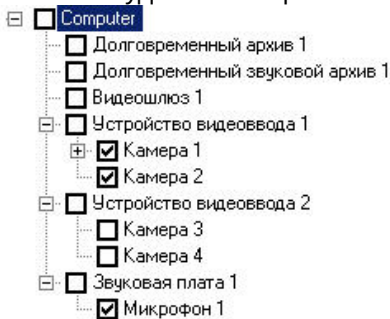 Computer
Долговременный архив 1
Долговременный звуковой архив 1
Видеошлюз 1
Устройство видеоввода 1
Камера 1
Камера 2
Устройство видеоввода 2
Камера 3
Камера 4
Звуковая плата 1
Микрофон 1